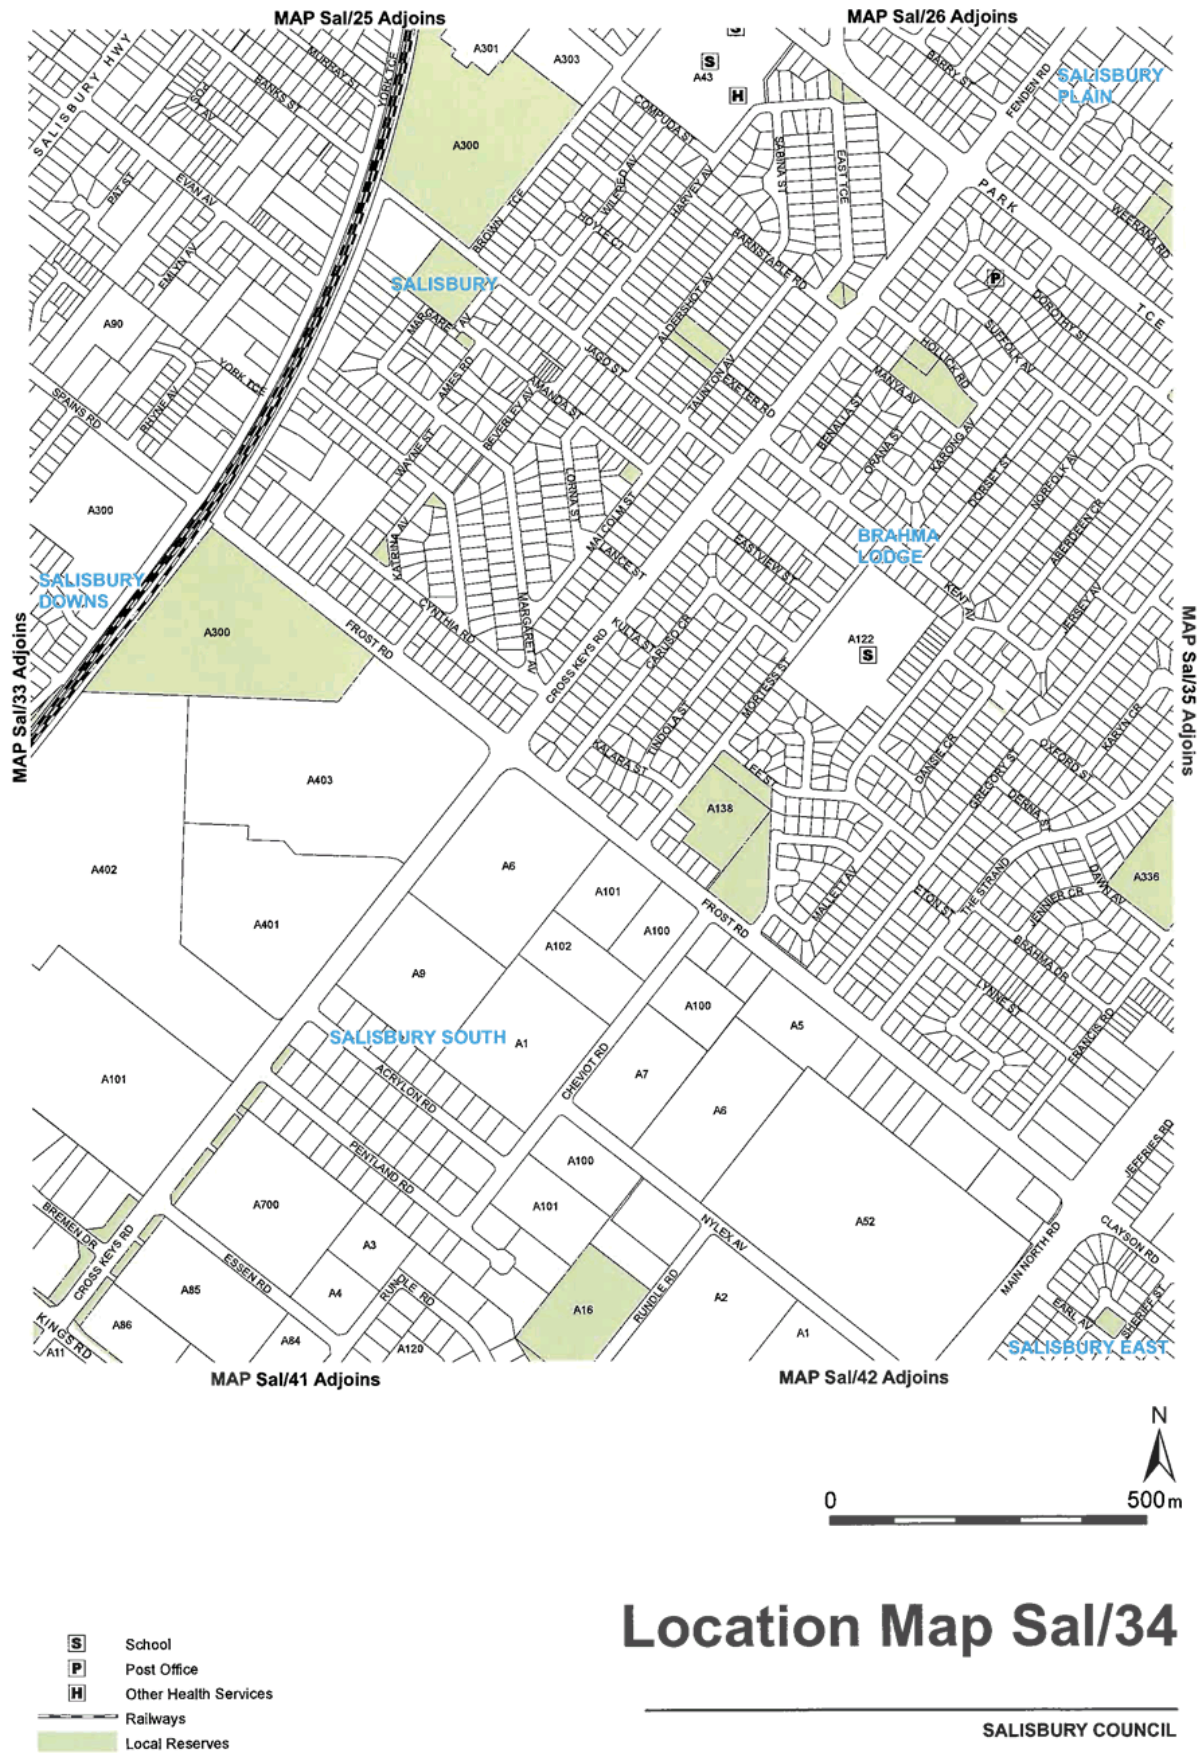 MAP Sal/25 Adjoins
MAP Sal/26 Adjoins
SALISBURY HWY
MURRAY ST
BANKS ST
YORK TCE
A301
A303
S
S
A43
H
BARRY ST
FENDEN RD
SALISBURY
PLAIN
COMPUDA ST
A300
PAT ST
EVAN AV
EMLYN AV
BROWN TCE
WILFRED AV
HOYLE CT
HARVEY AV
SABINA ST
EAST TCE
BARNSTAPLE RD
PARK
TCE
WEERANA RD
P
DOROTHY ST
SUFFOLK AV
SALISBURY
A90
YORK TCE
RHYNE AV
SPAINS RD
AMES RD
JAGO ST
AMANDA ST
BEVERLEY AV
WAYNE ST
ALDERSHOT AV
TAUNTON AV
EXETER RD
HOLLICK RD
MANYA AV
BENALLA ST
ORANA ST
KARONG AV
DORSET ST
NORFOLK AV
ABERDEEN CR
A300
LORNA ST
MALCOLM ST
LANCE ST
KATRINA AV
EASTVIEW ST
BRAHMA
LODGE
KENT AV
JERSEY AV
SALISBURY
DOWNS
A300
FROST RD
CYNTHIA RD
MARGARET AV
CROSS KEYS RD
KULTA ST
CARUSO CR
MORTESS ST
A122
S
MAP Sal/33 Adjoins
MAP Sal/35 Adjoins
KARYN CR
OXFORD ST
DANSIE CR
GREGORY ST
DERNA ST
TINDOLA ST
KALARA ST
LEE ST
A403
A138
A402
A6
A101
A401
A100
A102
A9
FROST RD
MALLETT AV
ETON ST
THE STRAND
JENNIER CR
DAWN AV
A336
BRAHMA DR
LYNNE ST
FRANCIS RD
A100
A5
SALISBURY SOUTH
A1
CHEVIOT RD
A7
A6
A101
ACRYLON RD
PENTLAND RD
A100
A101
A700
A3
NYLEX AV
A52
JEFFRIES RD
CLAYSON RD
MAIN NORTH RD
BREMEN DR
CROSS KEYS RD
ESSEN RD
A85
A4
RUNDLE RD
A16
RUNDLE RD
A2
A1
A86
A84
A120
KINGS RD
A11
EARL AV
SHERIFF ST
SALISBURY EAST
MAP Sal/41 Adjoins
MAP Sal/42 Adjoins
N
0 500m
Location Map Sal/34
S School
P Post Office
H Other Health Services
Railways
Local Reserves
SALISBURY COUNCIL